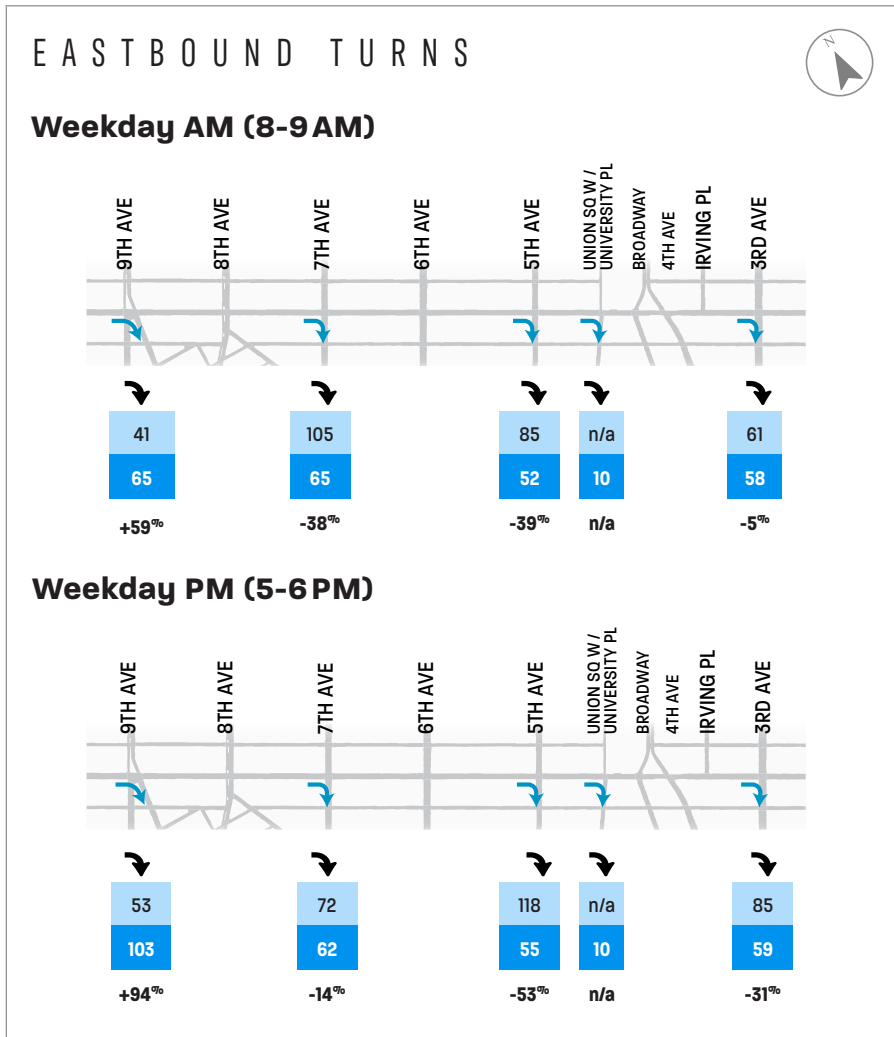 EASTBOUND TURNS
N
Weekday AM (8-9 AM)
9TH AVE
8TH AVE
7TH AVE
6TH AVE
5TH AVE
UNION SQ W /
UNIVERSITY PL
BROADWAY
4TH AVE
IRVING PL
3RD AVE
41 105 85 n/a 61
65 65 52 10 58
+59% -38% -39% n/a -5%
Weekday PM (5-6 PM)
9TH AVE
8TH AVE
7TH AVE
6TH AVE
5TH AVE
UNION SQ W /
UNIVERSITY PL
BROADWAY
4TH AVE
IRVING PL
3RD AVE
53 72 118 n/a 85
103 62 55 10 59
+94% -14% -53% n/a -31%